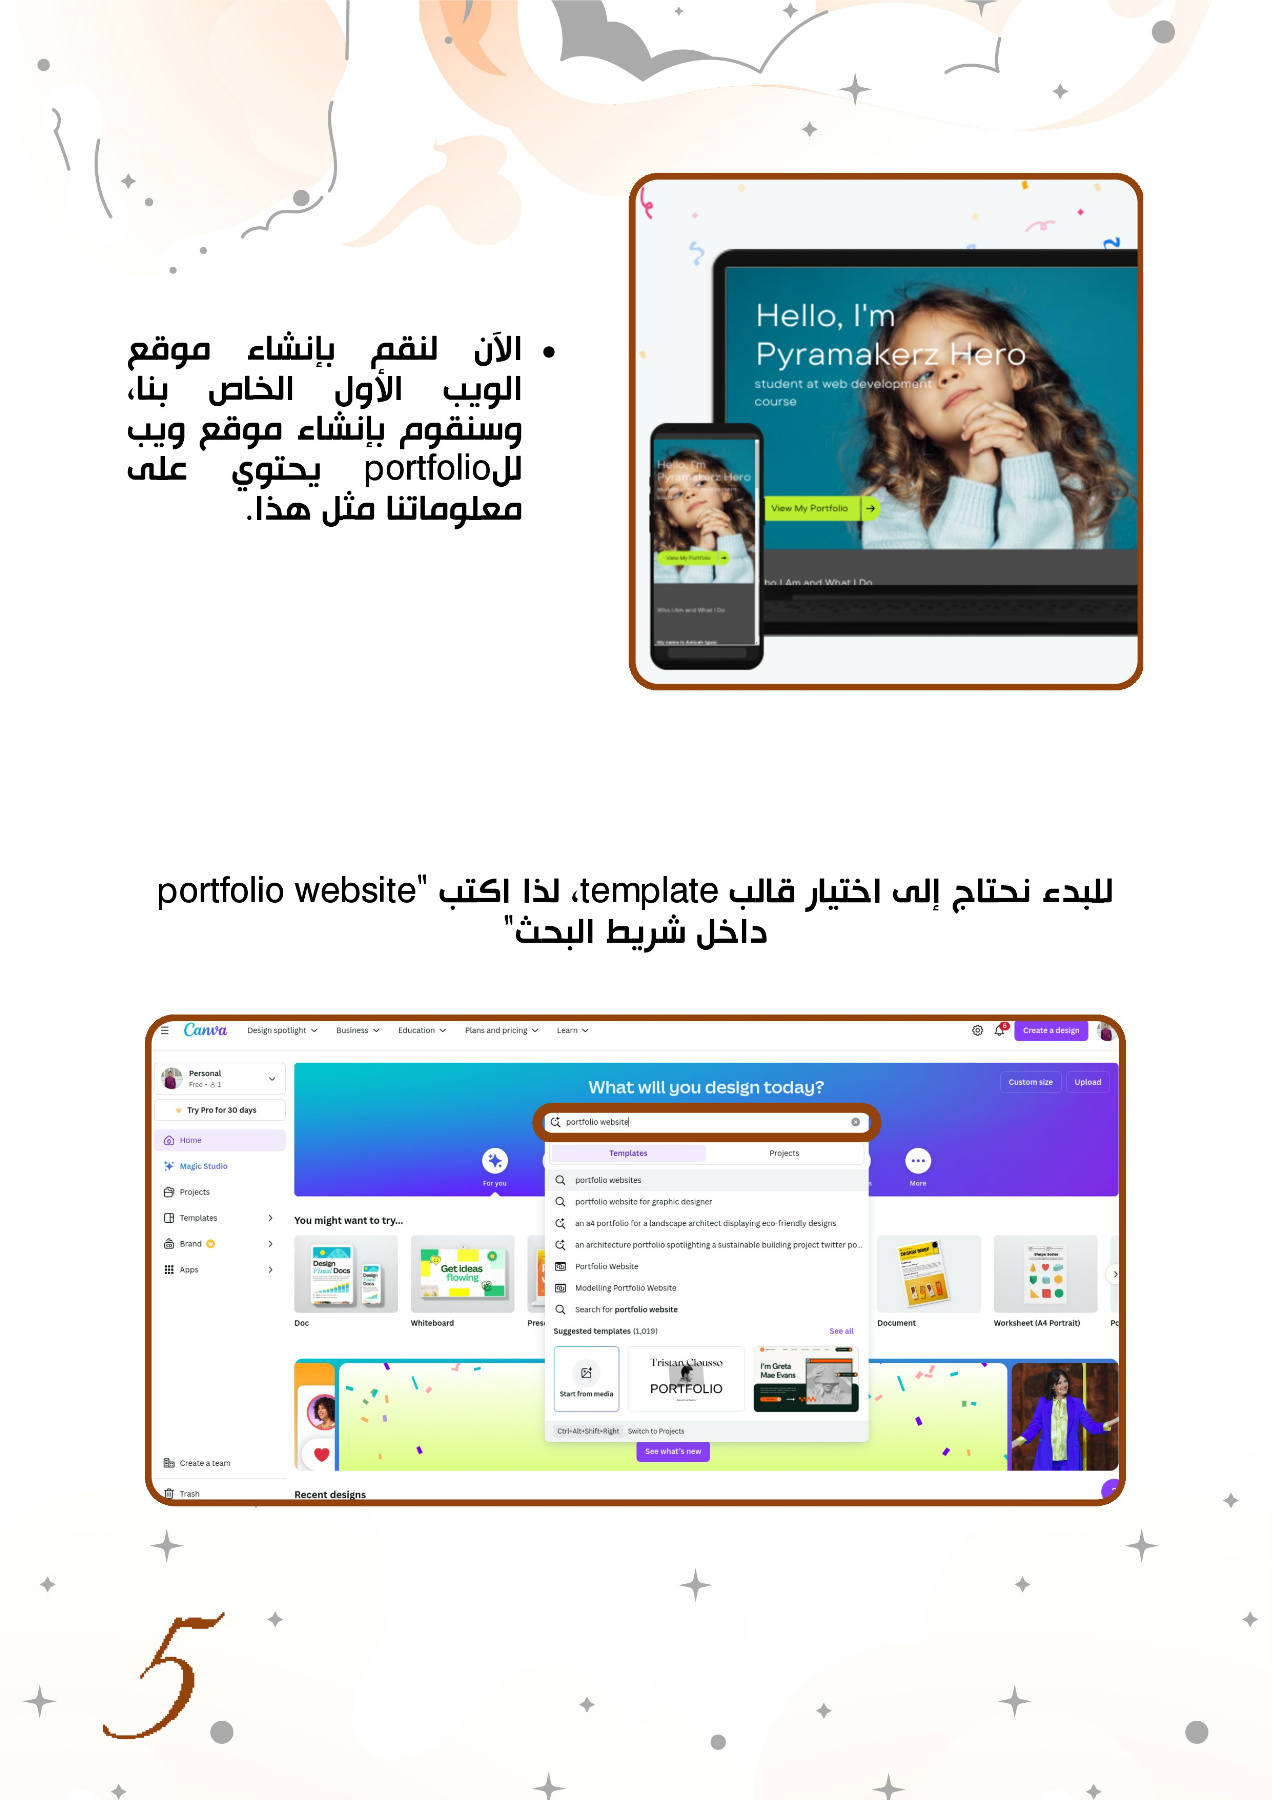 الآن لنقم بإنشاء موقع
الويب الأول الخاص بنا،
وسنقوم بإنشاء موقع ويب
للportfolio يحتوي على
معلوماتنا مثل هذا.
Hello, I'm
Pyramakerz Hero
student at web development
course
View My Portfolio
ho I Am and What I Do
Hello, I'm
Pyramakerz Hero
View My Portfolio
Who I Am and What I Do
للبدء نحتاج إلى اختيار قالب template، لذا اكتب "portfolio website
داخل شريط البحث"
Canva Design spotlight Business Education Plans and pricing Learn 6 Create a design
Personal
Free • 1
Try Pro for 30 days
Home
Magic Studio
Projects
Templates
Brand
Apps
Create a team
Trash
What will you design today?
Custom size Upload
portfolio website
Templates Projects
For you
s More
portfolio websites
portfolio website for graphic designer
an a4 portfolio for a landscape architect displaying eco-friendly designs
an architecture portfolio spotlighting a sustainable building project twitter po...
Portfolio Website
Modelling Portfolio Website
Search for portfolio website
Suggested templates (1,019) See all
Start from media
Tristan Clousso
PORTFOLIO
I'm Greta
Mae Evans
Ctrl+Alt+Shift+Right Switch to Projects
You might want to try...
Design
Visual Docs
Get ideas
flowing
DESIGN BRIEF
Shape Sorter
Doc Whiteboard Prese Document Worksheet (A4 Portrait) Po
See what's new
Recent designs
5